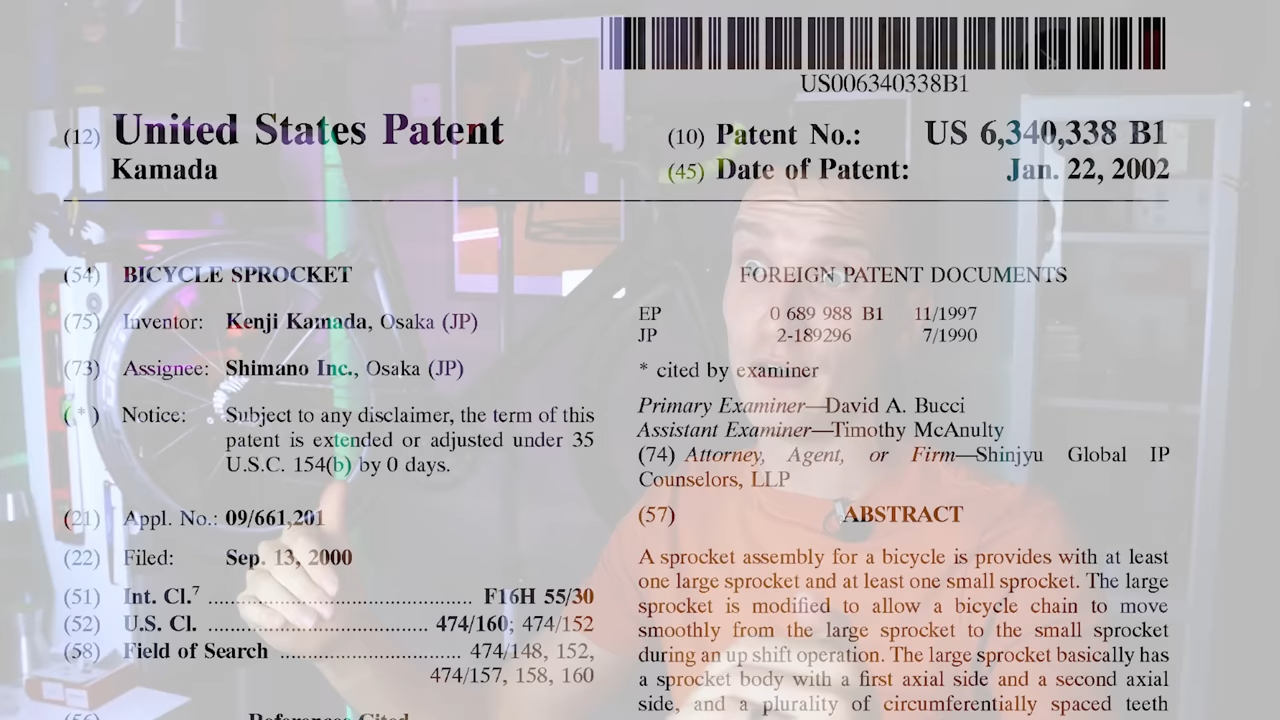 US006340338B1
(12) United States Patent
Kamada
(10) Patent No.: US 6,340,338 B1
(45) Date of Patent: Jan. 22, 2002
(54) BICYCLE SPROCKET
(75) Inventor: Kenji Kamada, Osaka (JP)
(73) Assignee: Shimano Inc., Osaka (JP)
(*) Notice: Subject to any disclaimer, the term of this
patent is extended or adjusted under 35
U.S.C. 154(b) by 0 days.
(21) Appl. No.: 09/661,201
(22) Filed: Sep. 13, 2000
(51) Int. Cl.7 ........................................ F16H 55/30
(52) U.S. Cl. ................................. 474/160; 474/152
(58) Field of Search ........................... 474/148, 152,
474/157, 158, 160
(56) References Cited
FOREIGN PATENT DOCUMENTS
EP 0 689 988 B1 11/1997
JP 2-189296 7/1990
* cited by examiner
Primary Examiner—David A. Bucci
Assistant Examiner—Timothy McAnulty
(74) Attorney, Agent, or Firm—Shinjyu Global IP
Counselors, LLP
(57) ABSTRACT
A sprocket assembly for a bicycle is provides with at least
one large sprocket and at least one small sprocket. The large
sprocket is modified to allow a bicycle chain to move
smoothly from the large sprocket to the small sprocket
during an up shift operation. The large sprocket basically has
a sprocket body with a first axial side and a second axial
side, and a plurality of circumferentially spaced teeth